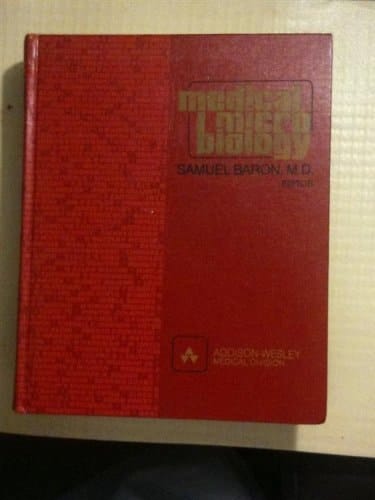 medical
micro
biology
SAMUEL BARON, M.D.
EDITOR
ADDISON-WESLEY
MEDICAL DIVISION